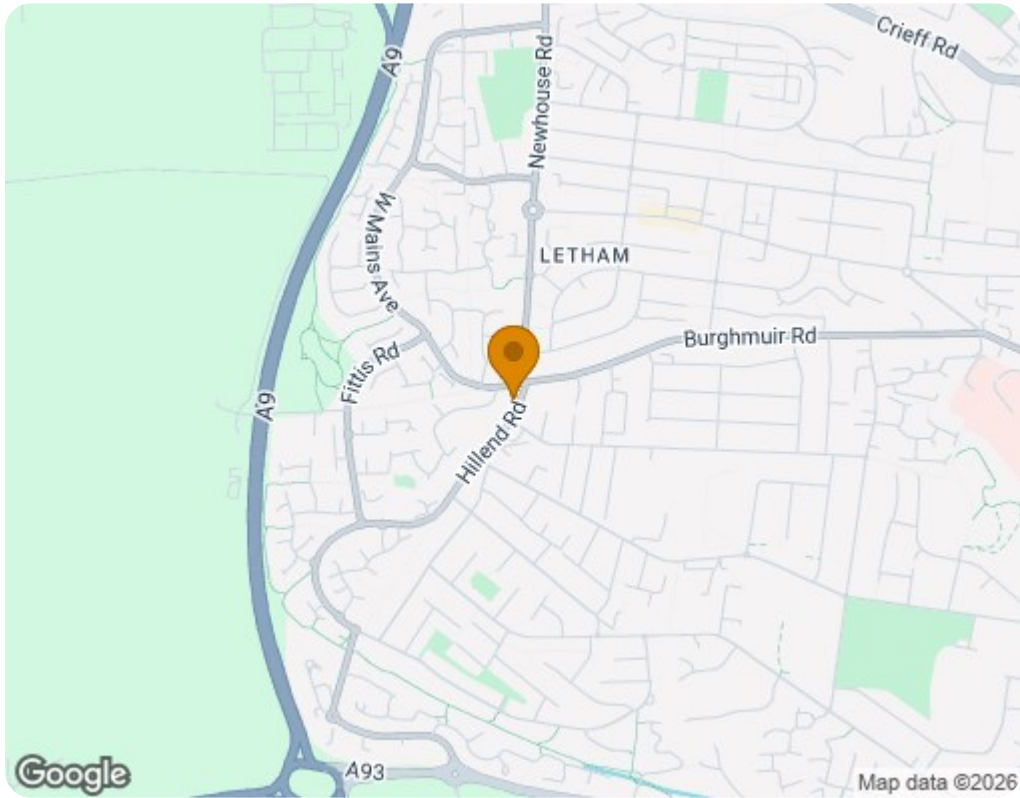 Crieff Rd
A9
Newhouse Rd
W Mains Ave
LETHAM
Burghmuir Rd
Fittis Rd
A9
Hillend Rd
A93
Google
Map data ©2026